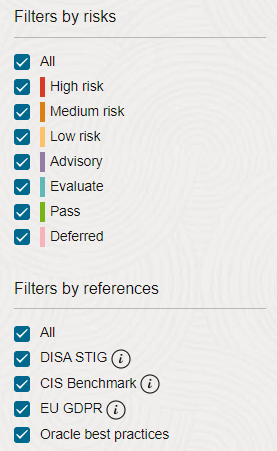 Filters by risks
All
High risk
Medium risk
Low risk
Advisory
Evaluate
Pass
Deferred
Filters by references
All
DISA STIG i
CIS Benchmark i
EU GDPR i
Oracle best practices